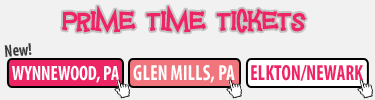 PRIME TIME TICKETS
New!
WYNNEWOOD, PA GLEN MILLS, PA ELKTON/NEWARK